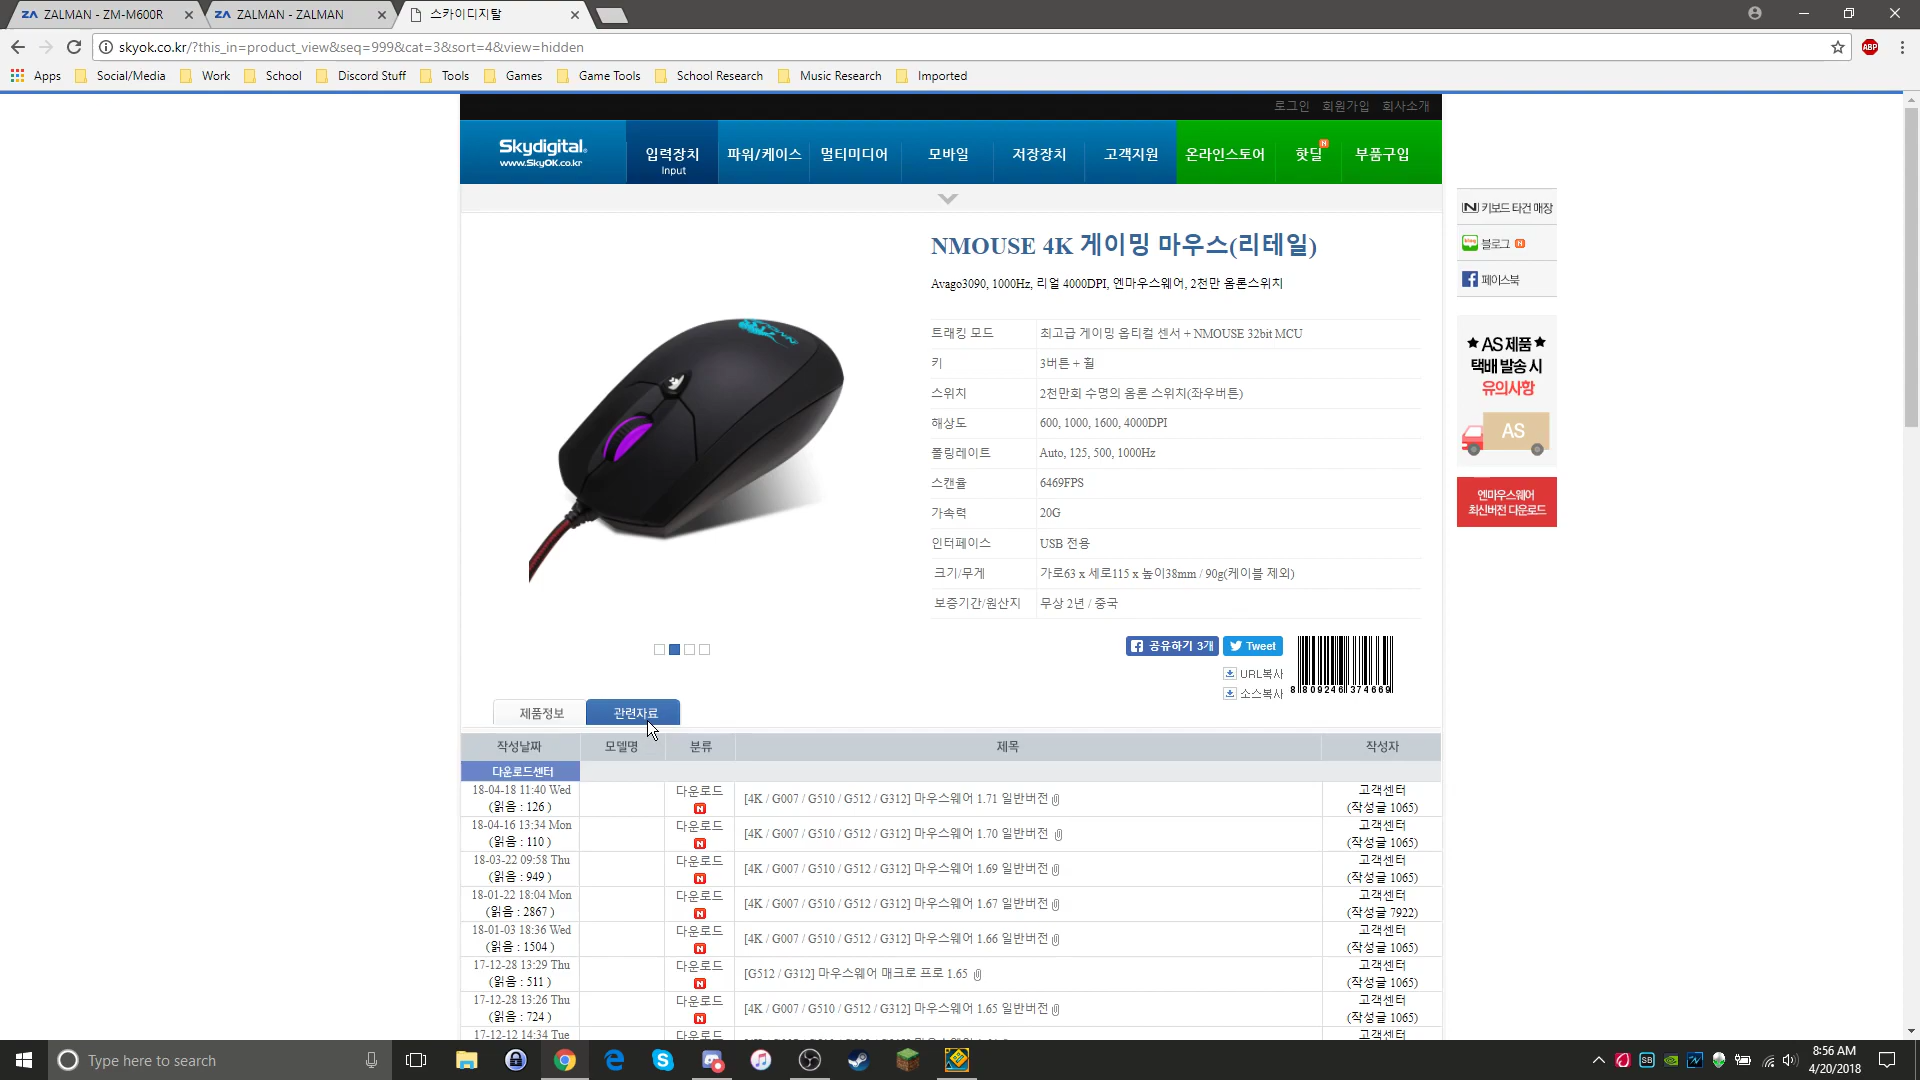 ZALMAN - ZM-M600R
ZALMAN - ZALMAN
스카이디지탈
skyok.co.kr/?this_in=product_view&seq=999&cat=3&sort=4&view=hidden
ABP
Apps
Social/Media
Work
School
Discord Stuff
Tools
Games
Game Tools
School Research
Music Research
Imported
로그인
회원가입
회사소개
Skydigital
www.SkyOK.co.kr
입력장치
Input
파워/케이스
멀티미디어
모바일
저장장치
고객지원
온라인스토어
핫딜
N
부품구입
키보드 타건 매장
블로그 N
페이스북
AS 제품
택배 발송 시
유의사항
AS
엔마우스웨어
최신버전 다운로드
NMOUSE 4K 게이밍 마우스(리테일)
Avago3090, 1000Hz, 리얼 4000DPI, 엔마우스웨어, 2천만 옴론스위치
트래킹 모드 최고급 게이밍 옵티컬 센서 + NMOUSE 32bit MCU
키 3버튼 + 휠
스위치 2천만회 수명의 옴론 스위치(좌우버튼)
해상도 600, 1000, 1600, 4000DPI
폴링레이트 Auto, 125, 500, 1000Hz
스캔율 6469FPS
가속력 20G
인터페이스 USB 전용
크기/무게 가로63 x 세로115 x 높이38mm / 90g(케이블 제외)
보증기간/원산지 무상 2년 / 중국
공유하기 3개
Tweet
URL복사
소스복사
8 809246 374669
제품정보
관련자료
작성날짜 모델명 분류 제목 작성자
다운로드센터
18-04-18 11:40 Wed
(읽음 : 126 )
다운로드
N
[4K / G007 / G510 / G512 / G312] 마우스웨어 1.71 일반버전
고객센터
(작성글 1065)
18-04-16 13:34 Mon
(읽음 : 110 )
다운로드
N
[4K / G007 / G510 / G512 / G312] 마우스웨어 1.70 일반버전
고객센터
(작성글 1065)
18-03-22 09:58 Thu
(읽음 : 949 )
다운로드
N
[4K / G007 / G510 / G512 / G312] 마우스웨어 1.69 일반버전
고객센터
(작성글 1065)
18-01-22 18:04 Mon
(읽음 : 2867 )
다운로드
N
[4K / G007 / G510 / G512 / G312] 마우스웨어 1.67 일반버전
고객센터
(작성글 7922)
18-01-03 18:36 Wed
(읽음 : 1504 )
다운로드
N
[4K / G007 / G510 / G512 / G312] 마우스웨어 1.66 일반버전
고객센터
(작성글 1065)
17-12-28 13:29 Thu
(읽음 : 511 )
다운로드
N
[G512 / G312] 마우스웨어 매크로 프로 1.65
고객센터
(작성글 1065)
17-12-28 13:26 Thu
(읽음 : 724 )
다운로드
N
[4K / G007 / G510 / G512 / G312] 마우스웨어 1.65 일반버전
고객센터
(작성글 1065)
17-12-12 14:34 Tue
다운로드
고객센터
Type here to search
8:56 AM
4/20/2018